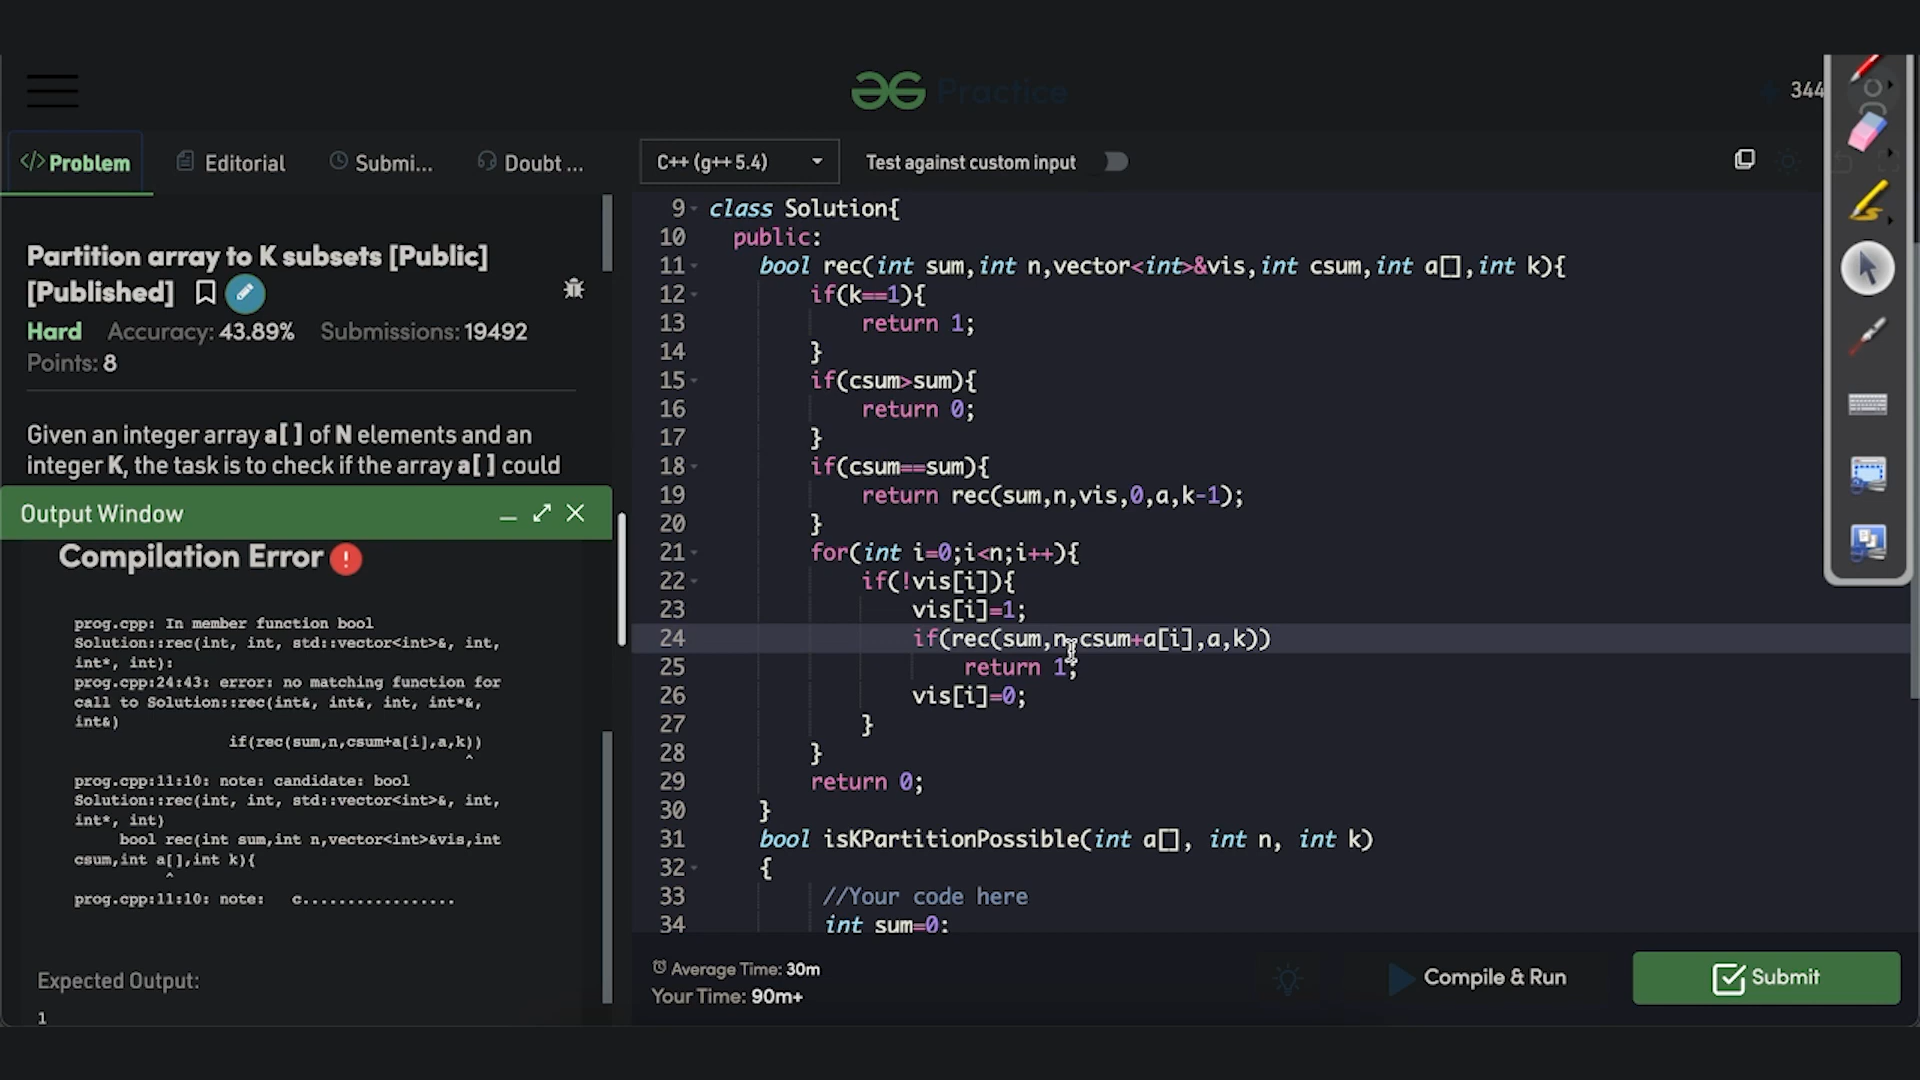 Practice
344
</>Problem
Editorial
Submi...
Doubt ...
C++ (g++ 5.4)
Test against custom input
Partition array to K subsets [Public]
[Published]
Hard Accuracy: 43.89% Submissions: 19492
Points: 8
Given an integer array a[ ] of N elements and an
integer K, the task is to check if the array a[ ] could
Output Window
Compilation Error
prog.cpp: In member function bool
Solution::rec(int, int, std::vector<int>&, int,
int*, int):
prog.cpp:24:43: error: no matching function for
call to Solution::rec(int&, int&, int, int*&,
int&)
if(rec(sum,n,csum+a[i],a,k))
^
prog.cpp:11:10: note: candidate: bool
Solution::rec(int, int, std::vector<int>&, int,
int*, int)
bool rec(int sum,int n,vector<int>&vis,int
csum,int a[],int k){
^
prog.cpp:11:10: note: c.................
Expected Output:
1
9 class Solution{
10 public:
11 bool rec(int sum,int n,vector<int>&vis,int csum,int a[],int k){
12 if(k==1){
13 return 1;
14 }
15 if(csum>sum){
16 return 0;
17 }
18 if(csum==sum){
19 return rec(sum,n,vis,0,a,k-1);
20 }
21 for(int i=0;i<n;i++){
22 if(!vis[i]){
23 vis[i]=1;
24 if(rec(sum,n,csum+a[i],a,k))
25 return 1;
26 vis[i]=0;
27 }
28 }
29 return 0;
30 }
31 bool isKPartitionPossible(int a[], int n, int k)
32 {
33 //Your code here
34 int sum=0;
Average Time: 30m
Your Time: 90m+
Compile & Run
Submit